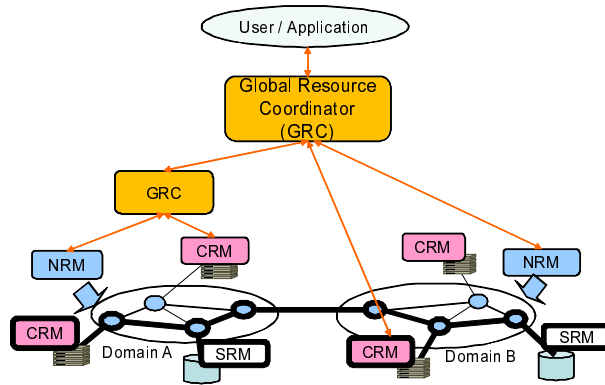 User / Application
Global Resource
Coordinator
(GRC)
GRC
CRM
CRM
NRM
NRM
CRM
Domain A
SRM
CRM
Domain B
SRM